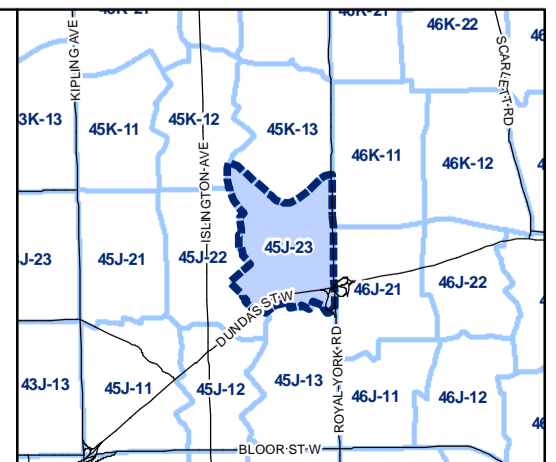 46K-22
KIPLING AVE
SCARLETT RD
3K-13
45K-11
45K-12
45K-13
46K-11
46K-12
ISLINGTON AVE
J-23
45J-21
45J-22
45J-23
46J-21
46J-22
DUNDAS ST W
ROYAL YORK RD
43J-13
45J-11
45J-12
45J-13
46J-11
46J-12
BLOOR ST W